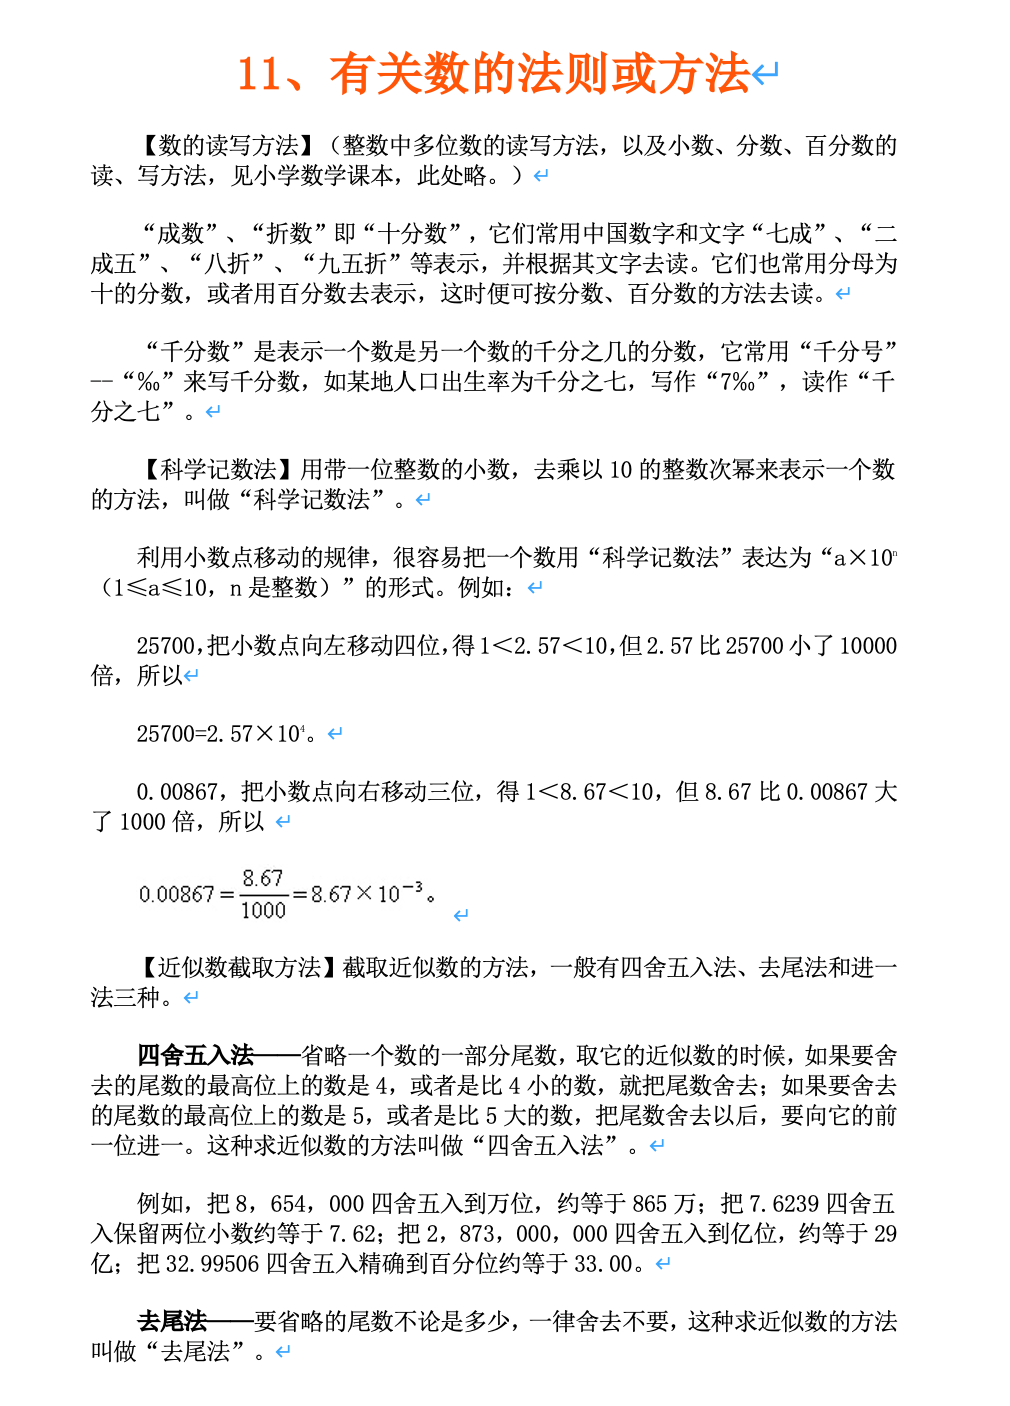 11、有关数的法则或方法↵
【数的读写方法】（整数中多位数的读写方法，以及小数、分数、百分数的
读、写方法，见小学数学课本，此处略。）↵
“成数”、“折数”即“十分数”，它们常用中国数字和文字“七成”、“二
成五”、“八折”、“九五折”等表示，并根据其文字去读。它们也常用分母为
十的分数，或者用百分数去表示，这时便可按分数、百分数的方法去读。↵
“千分数”是表示一个数是另一个数的千分之几的分数，它常用“千分号”
--“‰”来写千分数，如某地人口出生率为千分之七，写作“7‰”，读作“千
分之七”。↵
【科学记数法】用带一位整数的小数，去乘以 10 的整数次幂来表示一个数
的方法，叫做“科学记数法”。↵
利用小数点移动的规律，很容易把一个数用“科学记数法”表达为“a×10ⁿ
（1≤a≤10，n 是整数）”的形式。例如：↵
25700，把小数点向左移动四位，得 1＜2.57＜10，但 2.57 比 25700 小了 10000
倍，所以↵
25700=2.57×10⁴。↵
0.00867，把小数点向右移动三位，得 1＜8.67＜10，但 8.67 比 0.00867 大
了 1000 倍，所以 ↵
0.00867=8.67/1000=8.67×10⁻³。 ↵
【近似数截取方法】截取近似数的方法，一般有四舍五入法、去尾法和进一
法三种。↵
四舍五入法——省略一个数的一部分尾数，取它的近似数的时候，如果要舍
去的尾数的最高位上的数是 4，或者是比 4 小的数，就把尾数舍去；如果要舍去
的尾数的最高位上的数是 5，或者是比 5 大的数，把尾数舍去以后，要向它的前
一位进一。这种求近似数的方法叫做“四舍五入法”。↵
例如，把 8，654，000 四舍五入到万位，约等于 865 万；把 7.6239 四舍五
入保留两位小数约等于 7.62；把 2，873，000，000 四舍五入到亿位，约等于 29
亿；把 32.99506 四舍五入精确到百分位约等于 33.00。↵
去尾法——要省略的尾数不论是多少，一律舍去不要，这种求近似数的方法
叫做“去尾法”。↵